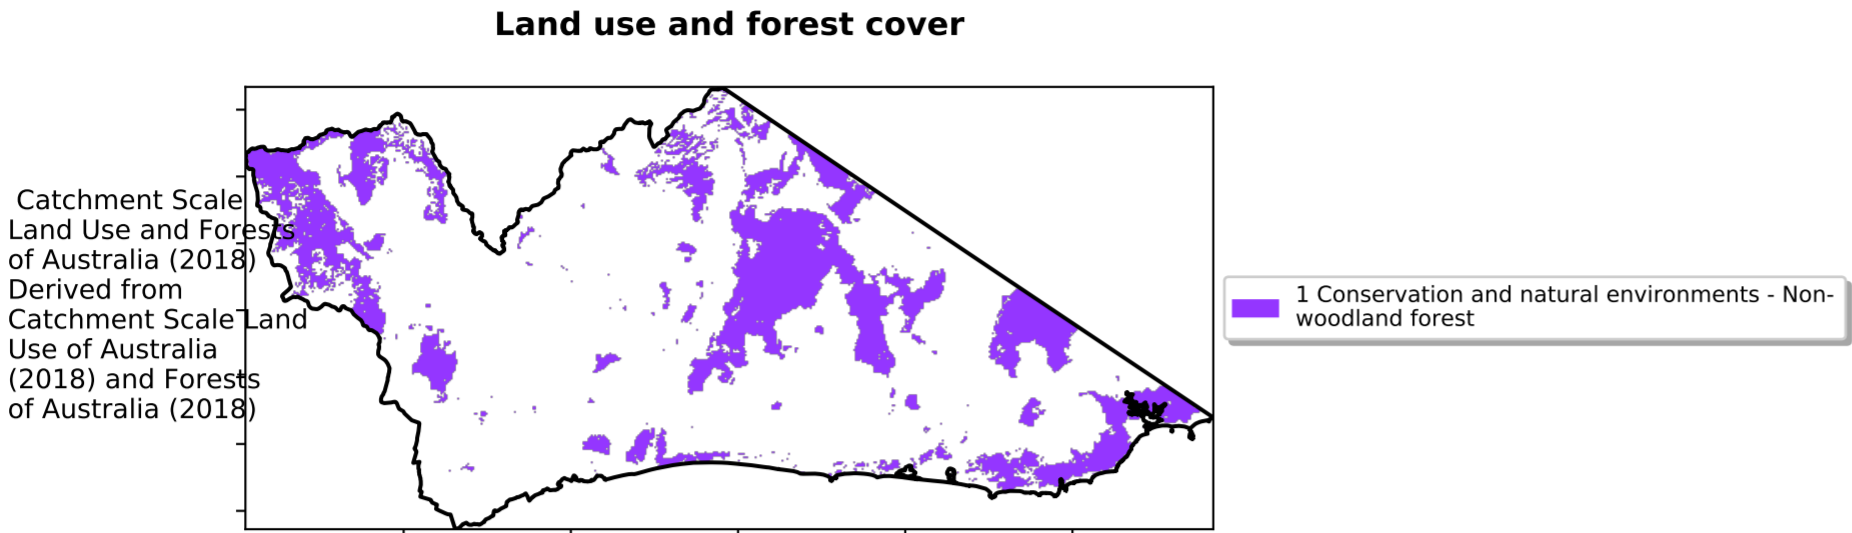 Land use and forest cover
Catchment Scale
Land Use and Forests
of Australia (2018)
Derived from
Catchment Scale Land
Use of Australia
(2018) and Forests
of Australia (2018)
1 Conservation and natural environments - Non-
woodland forest